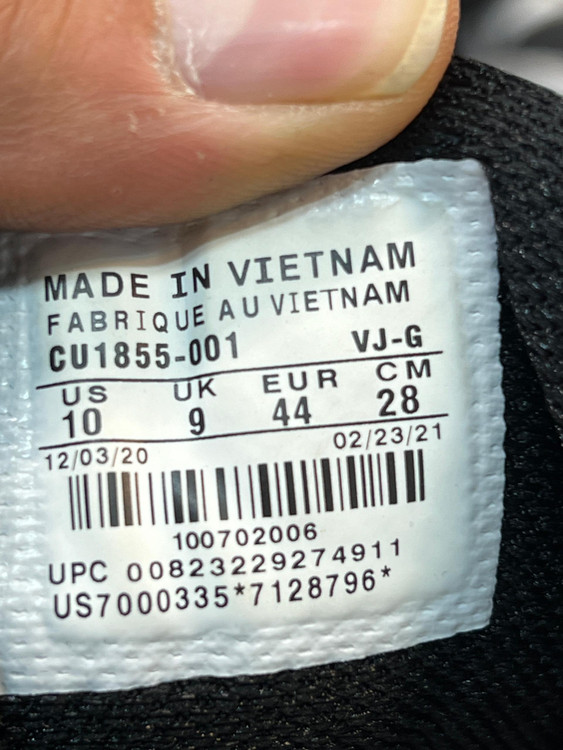 MADE IN VIETNAM
FABRIQUE AU VIETNAM
CU1855-001 VJ-G
US UK EUR CM
10 9 44 28
12/03/20 02/23/21
100702006
UPC 00823229274911
US7000335*7128796*